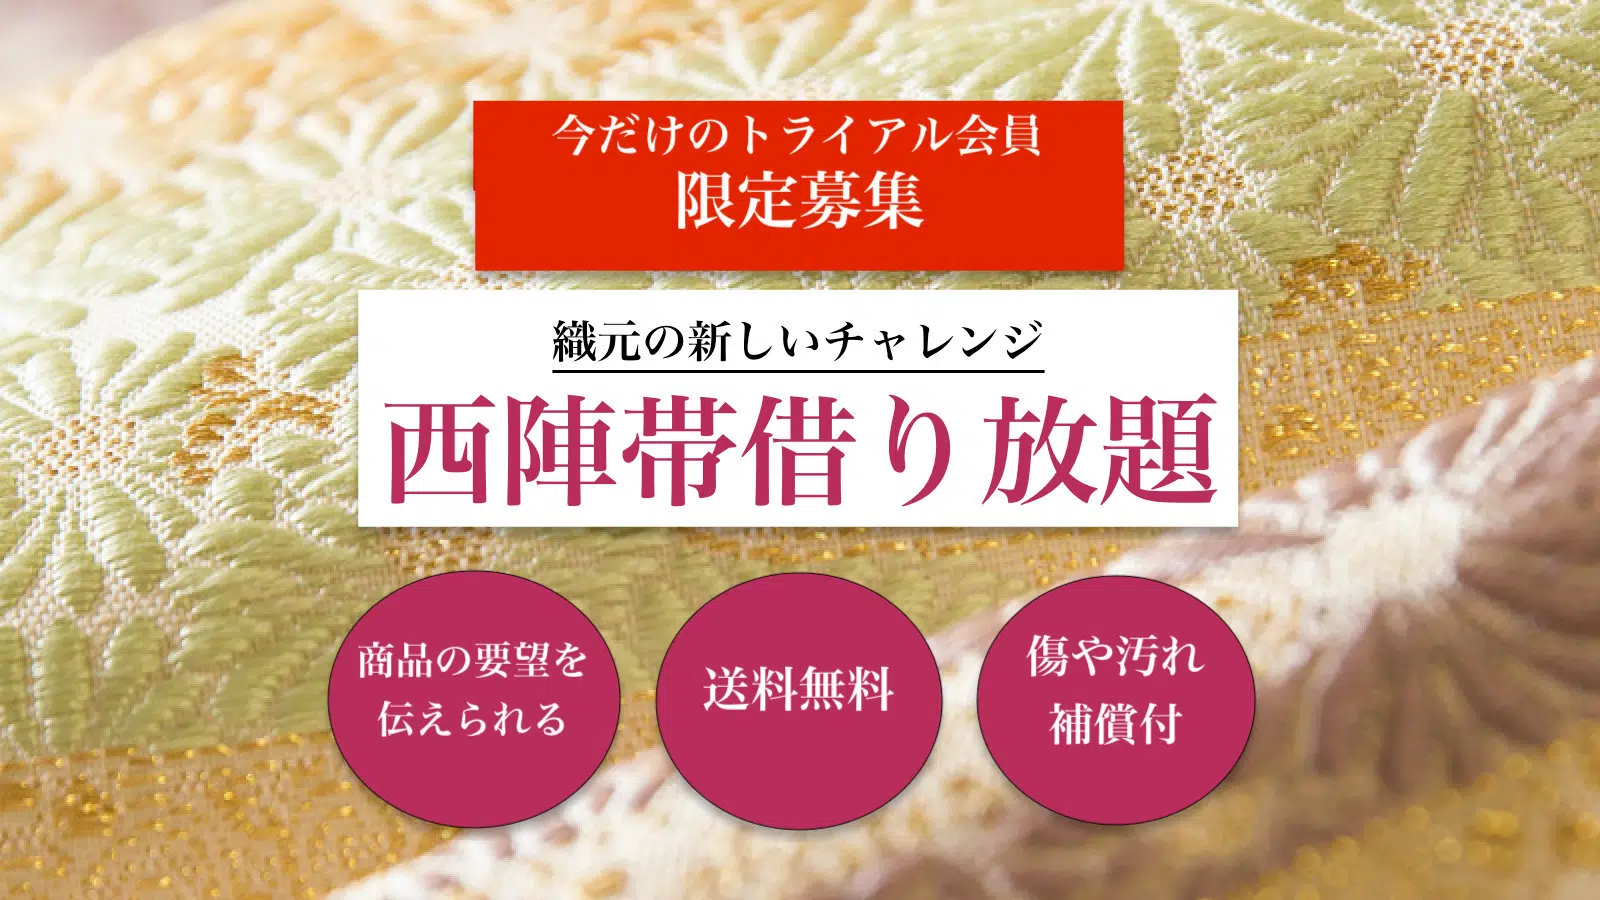 今だけのトライアル会員
限定募集
織元の新しいチャレンジ
西陣帯借り放題
商品の要望を
伝えられる
送料無料
傷や汚れ
補償付